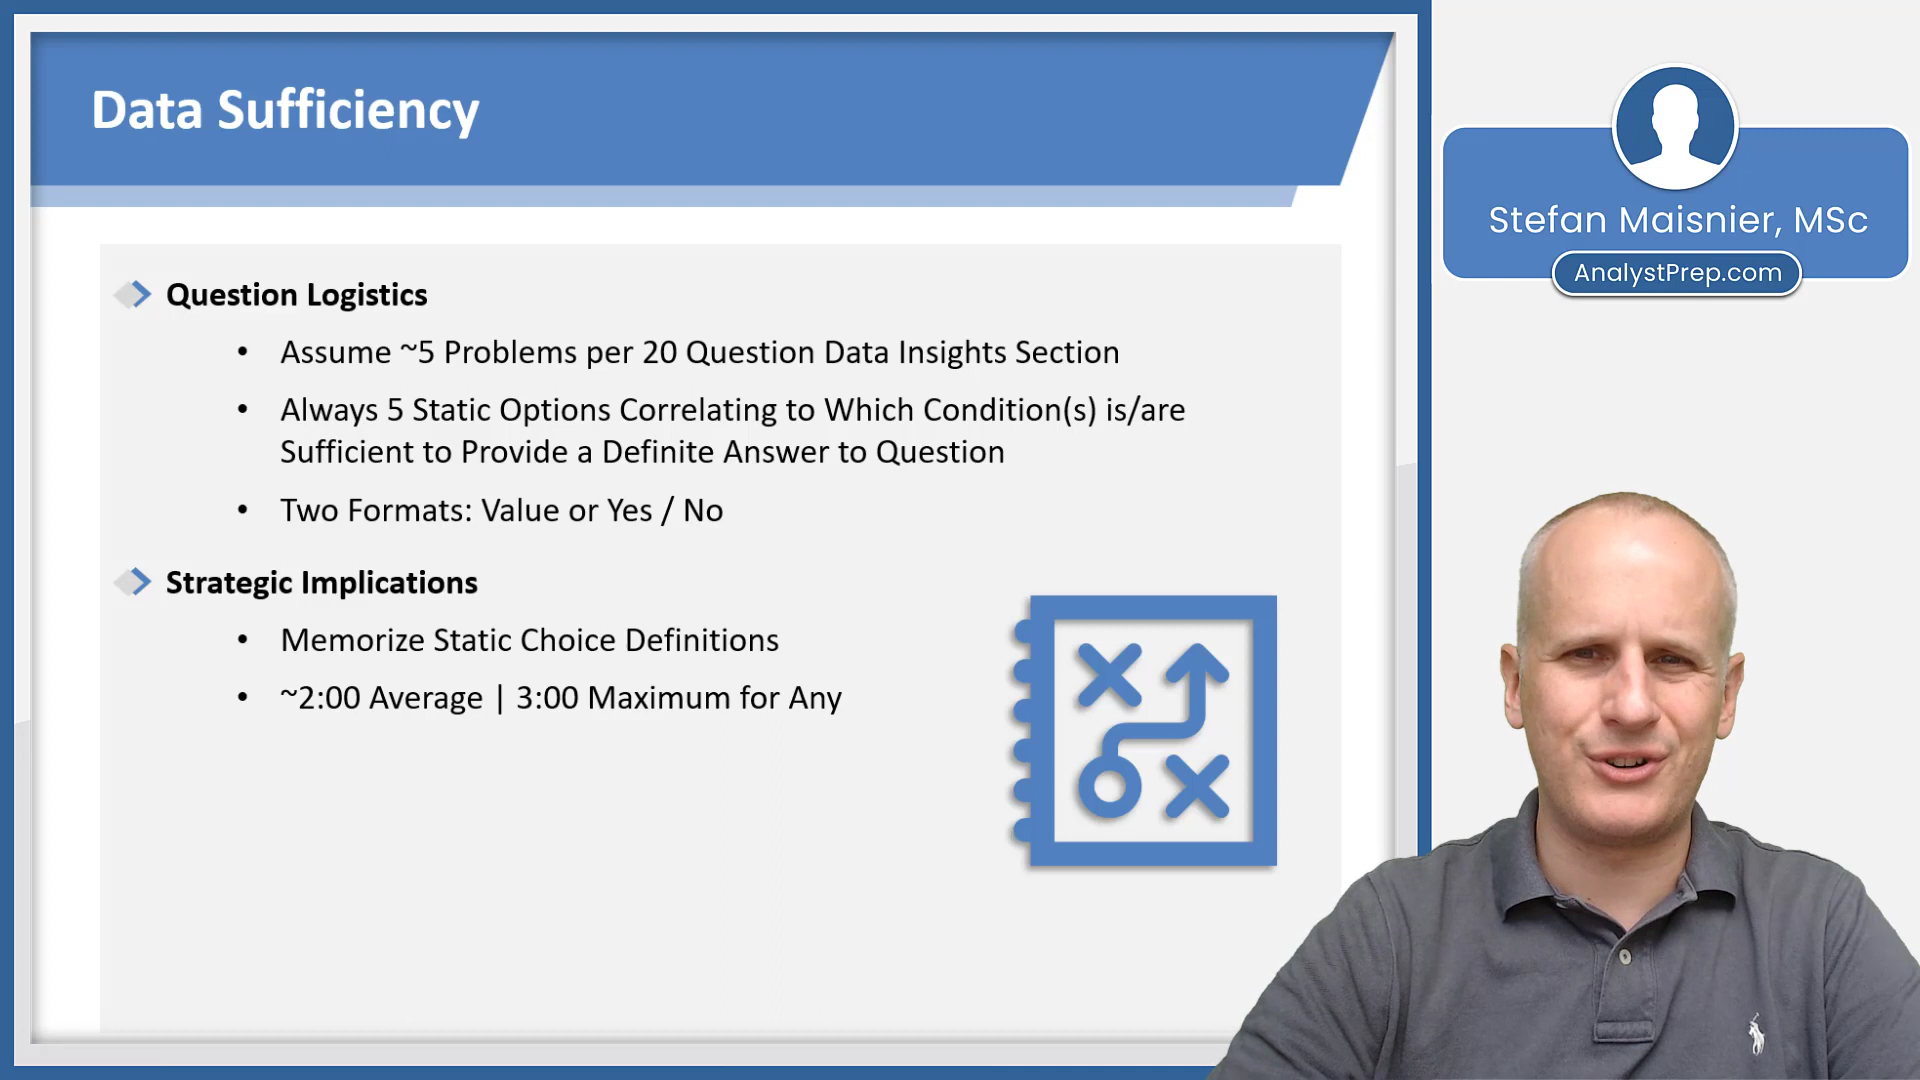 Data Sufficiency
Question Logistics
• Assume ~5 Problems per 20 Question Data Insights Section
• Always 5 Static Options Correlating to Which Condition(s) is/are
Sufficient to Provide a Definite Answer to Question
• Two Formats: Value or Yes / No
Strategic Implications
• Memorize Static Choice Definitions
• ~2:00 Average | 3:00 Maximum for Any
Stefan Maisnier, MSc
AnalystPrep.com